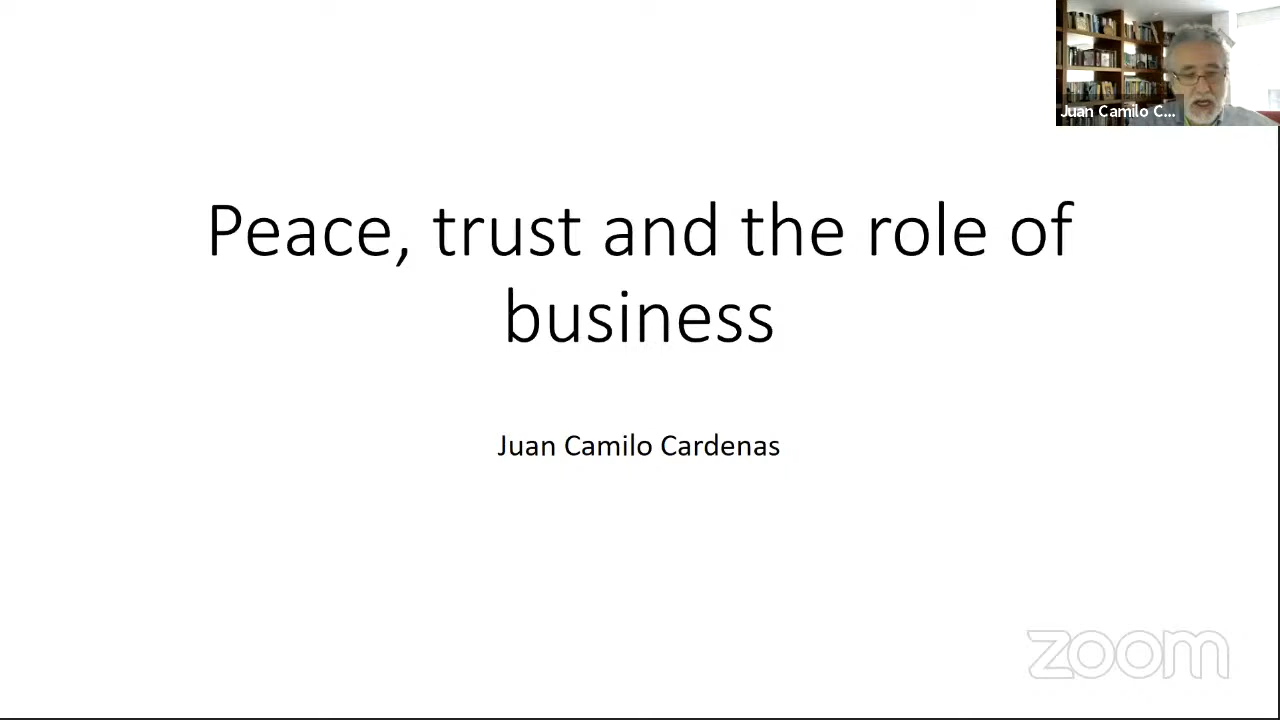 Juan Camilo C...
Peace, trust and the role of
business
Juan Camilo Cardenas
zoom